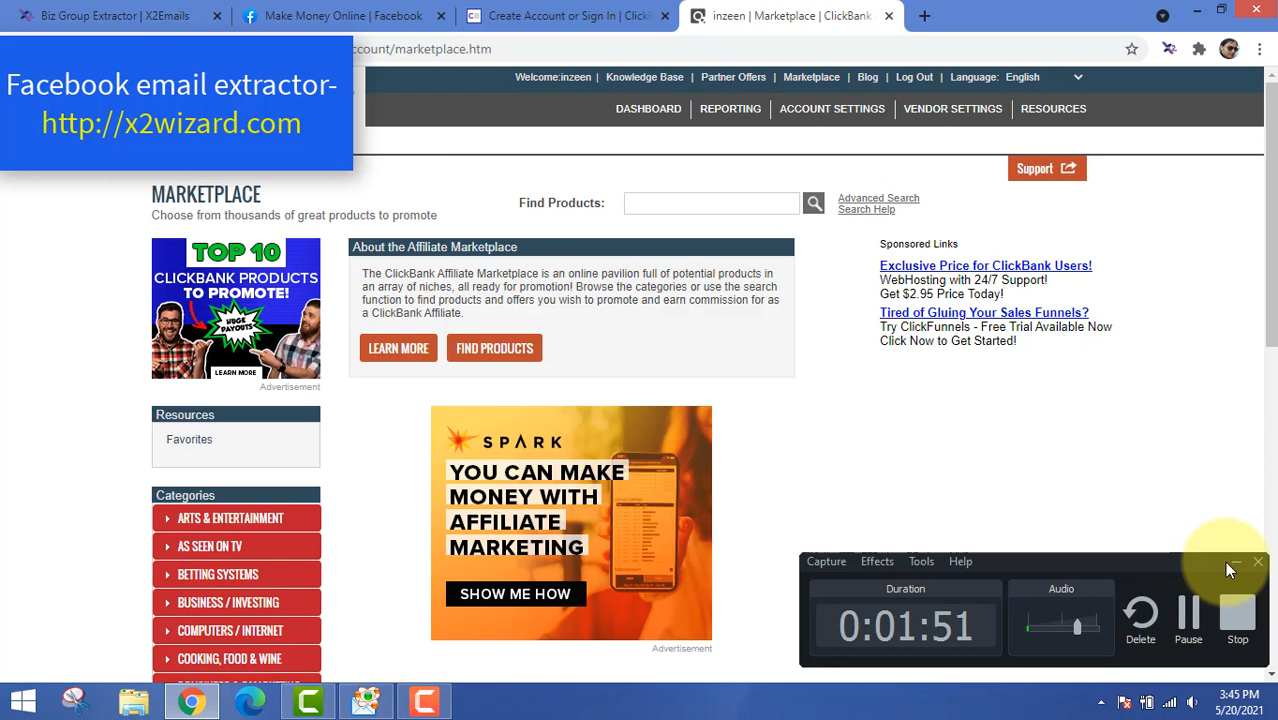 Biz Group Extractor | X2Emails
Make Money Online | Facebook
Create Account or Sign In | Click
inzeen | Marketplace | ClickBank
count/marketplace.htm
Facebook email extractor-
http://x2wizard.com
Welcome:inzeen | Knowledge Base | Partner Offers | Marketplace | Blog | Log Out | Language: English
DASHBOARD | REPORTING | ACCOUNT SETTINGS | VENDOR SETTINGS | RESOURCES
Support
MARKETPLACE
Choose from thousands of great products to promote
Find Products:
Advanced Search
Search Help
TOP 10
CLICKBANK PRODUCTS
TO PROMOTE!
HUGE
PAYOUTS
LEARN MORE
Advertisement
About the Affiliate Marketplace
The ClickBank Affiliate Marketplace is an online pavilion full of potential products in
an array of niches, all ready for promotion! Browse the categories or use the search
function to find products and offers you wish to promote and earn commission for as
a ClickBank Affiliate.
LEARN MORE
FIND PRODUCTS
Sponsored Links
Exclusive Price for ClickBank Users!
WebHosting with 24/7 Support!
Get $2.95 Price Today!
Tired of Gluing Your Sales Funnels?
Try ClickFunnels - Free Trial Available Now
Click Now to Get Started!
Resources
Favorites
Categories
ARTS & ENTERTAINMENT
AS SEEN ON TV
BETTING SYSTEMS
BUSINESS / INVESTING
COMPUTERS / INTERNET
COOKING, FOOD & WINE
SPARK
YOU CAN MAKE
MONEY WITH
AFFILIATE
MARKETING
SHOW ME HOW
Advertisement
Capture Effects Tools Help
Duration
0:01:51
Audio
Delete
Pause
Stop
3:45 PM
5/20/2021